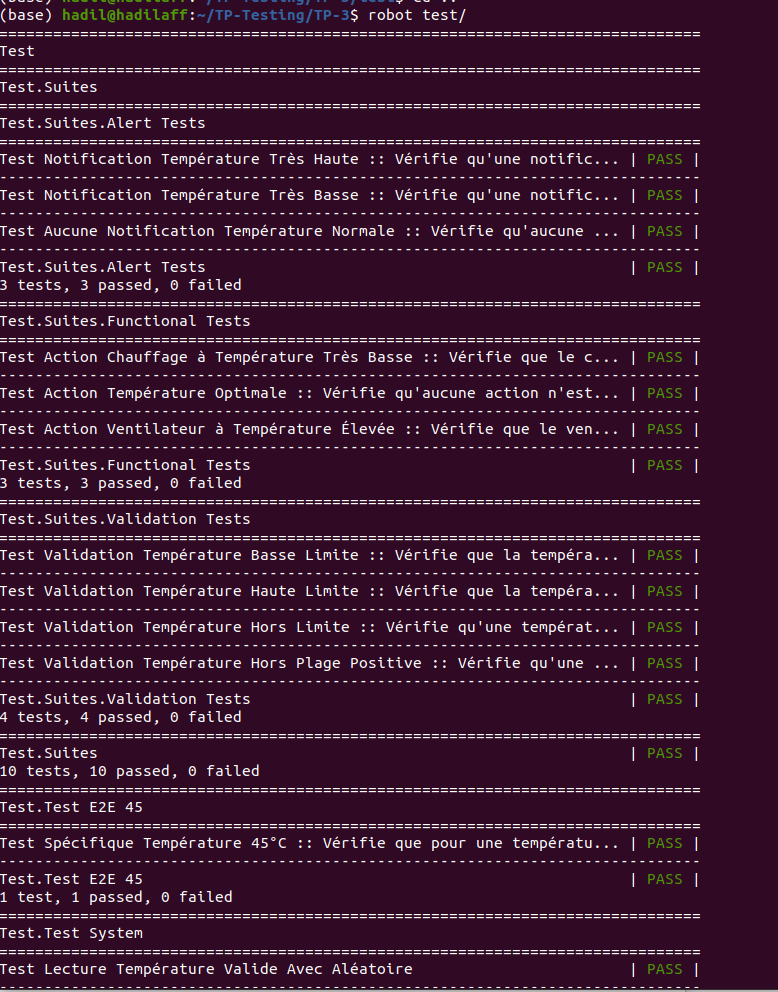 (base) hadil@hadilaff:~/TP-Testing/TP-3/test$ cd ..
(base) hadil@hadilaff:~/TP-Testing/TP-3$ robot test/
==============================================================================
Test
==============================================================================
Test.Suites
==============================================================================
Test.Suites.Alert Tests
==============================================================================
Test Notification Température Très Haute :: Vérifie qu'une notific... | PASS |
------------------------------------------------------------------------------
Test Notification Température Très Basse :: Vérifie qu'une notific... | PASS |
------------------------------------------------------------------------------
Test Aucune Notification Température Normale :: Vérifie qu'aucune ... | PASS |
------------------------------------------------------------------------------
Test.Suites.Alert Tests | PASS |
3 tests, 3 passed, 0 failed
==============================================================================
Test.Suites.Functional Tests
==============================================================================
Test Action Chauffage à Température Très Basse :: Vérifie que le c... | PASS |
------------------------------------------------------------------------------
Test Action Température Optimale :: Vérifie qu'aucune action n'est... | PASS |
------------------------------------------------------------------------------
Test Action Ventilateur à Température Élevée :: Vérifie que le ven... | PASS |
------------------------------------------------------------------------------
Test.Suites.Functional Tests | PASS |
3 tests, 3 passed, 0 failed
==============================================================================
Test.Suites.Validation Tests
==============================================================================
Test Validation Température Basse Limite :: Vérifie que la tempéra... | PASS |
------------------------------------------------------------------------------
Test Validation Température Haute Limite :: Vérifie que la tempéra... | PASS |
------------------------------------------------------------------------------
Test Validation Température Hors Limite :: Vérifie qu'une températ... | PASS |
------------------------------------------------------------------------------
Test Validation Température Hors Plage Positive :: Vérifie qu'une ... | PASS |
------------------------------------------------------------------------------
Test.Suites.Validation Tests | PASS |
4 tests, 4 passed, 0 failed
==============================================================================
Test.Suites | PASS |
10 tests, 10 passed, 0 failed
==============================================================================
Test.Test E2E 45
==============================================================================
Test Spécifique Température 45°C :: Vérifie que pour une températu... | PASS |
------------------------------------------------------------------------------
Test.Test E2E 45 | PASS |
1 test, 1 passed, 0 failed
==============================================================================
Test.Test System
==============================================================================
Test Lecture Température Valide Avec Aléatoire | PASS |
------------------------------------------------------------------------------